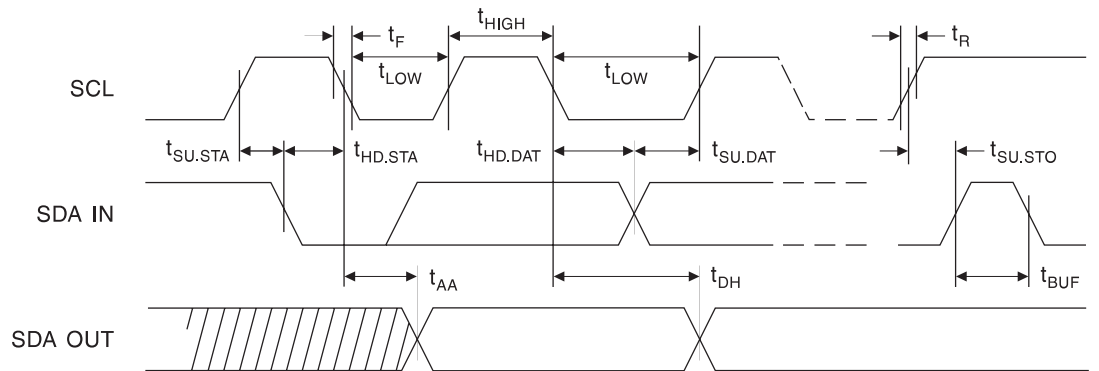 tF
tHIGH
tR
tLOW
tLOW
SCL
tSU.STA
tHD.STA
tHD.DAT
tSU.DAT
tSU.STO
SDA IN
tAA
tDH
tBUF
SDA OUT